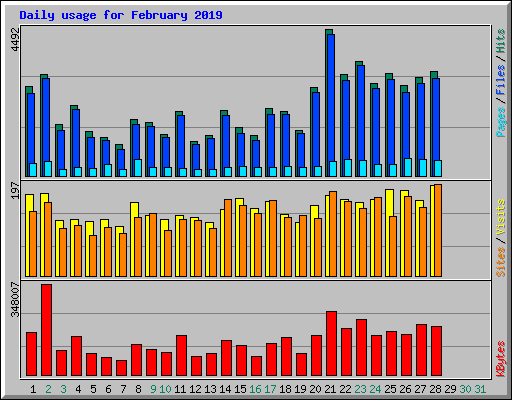 Daily usage for February 2019
4492
Pages / Files / Hits
197
Sites / Visits
348007
KBytes
1 2 3 4 5 6 7 8 9 10 11 12 13 14 15 16 17 18 19 20 21 22 23 24 25 26 27 28 29 30 31